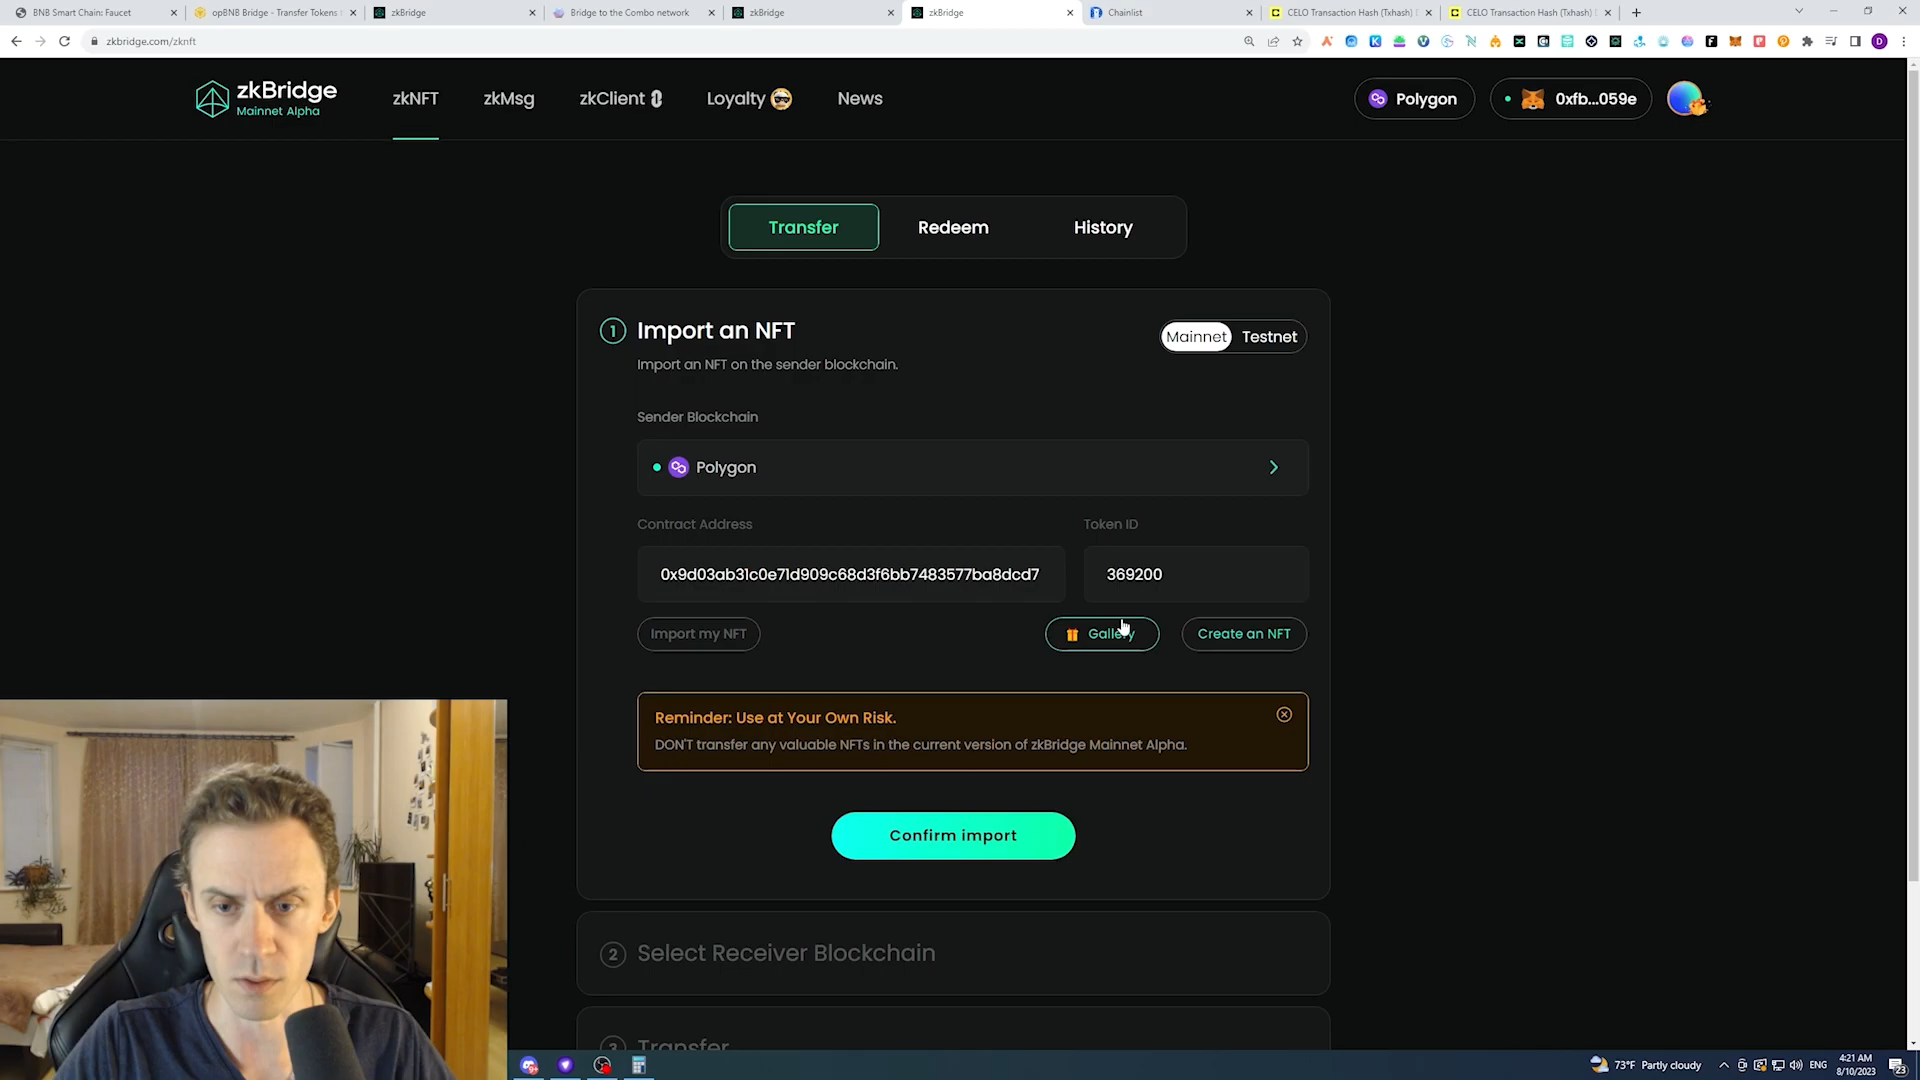 BNB Smart Chain: Faucet
opBNB Bridge - Transfer Tokens
zkBridge
Bridge to the Combo network
zkBridge
zkBridge
Chainlist
CELO Transaction Hash (Txhash)
CELO Transaction Hash (Txhash)
zkbridge.com/zknft
zkBridge
Mainnet Alpha
zkNFT
zkMsg
zkClient
Loyalty
News
Polygon
0xfb...059e
Transfer
Redeem
History
1
Import an NFT
Mainnet
Testnet
Import an NFT on the sender blockchain.
Sender Blockchain
Polygon
Contract Address
Token ID
0x9d03ab31c0e71d909c68d3f6bb7483577ba8dcd7
369200
Import my NFT
Gallery
Create an NFT
Reminder: Use at Your Own Risk.
DON'T transfer any valuable NFTs in the current version of zkBridge Mainnet Alpha.
Confirm import
2
Select Receiver Blockchain
3
Transfer
73°F Partly cloudy
ENG
4:21 AM
8/10/2023
23